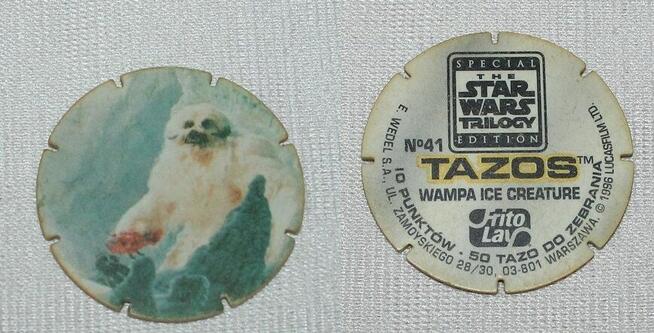 SPECIAL
THE
STAR
WARS
TRILOGY
EDITION
Nº41
TAZOS™
WAMPA ICE CREATURE
Frito
Lay
10 PUNKTÓW · 50 TAZO DO ZEBRANIA
E. WEDEL S.A., UL. ZAMOYSKIEGO 28/30, 03-801 WARSZAWA. © 1996 LUCASFILM LTD.